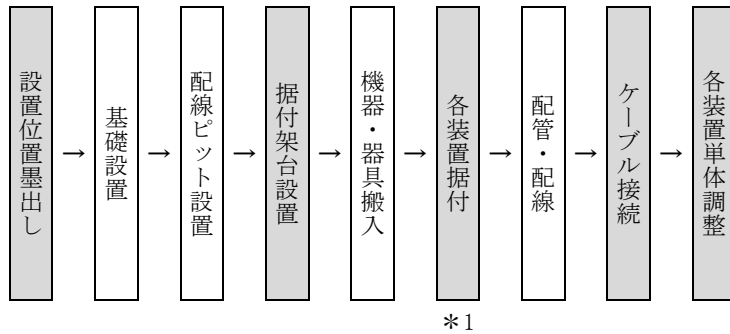 設置位置墨出し
→
基礎設置
→
配線ピット設置
→
据付架台設置
→
機器・器具搬入
→
各装置据付
→
配管・配線
→
ケーブル接続
→
各装置単体調整
＊1